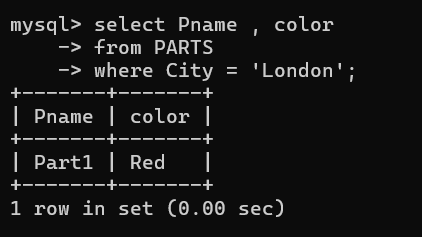 mysql> select Pname , color
    -> from PARTS
    -> where City = 'London';
+-------+-------+
| Pname | color |
+-------+-------+
| Part1 | Red   |
+-------+-------+
1 row in set (0.00 sec)